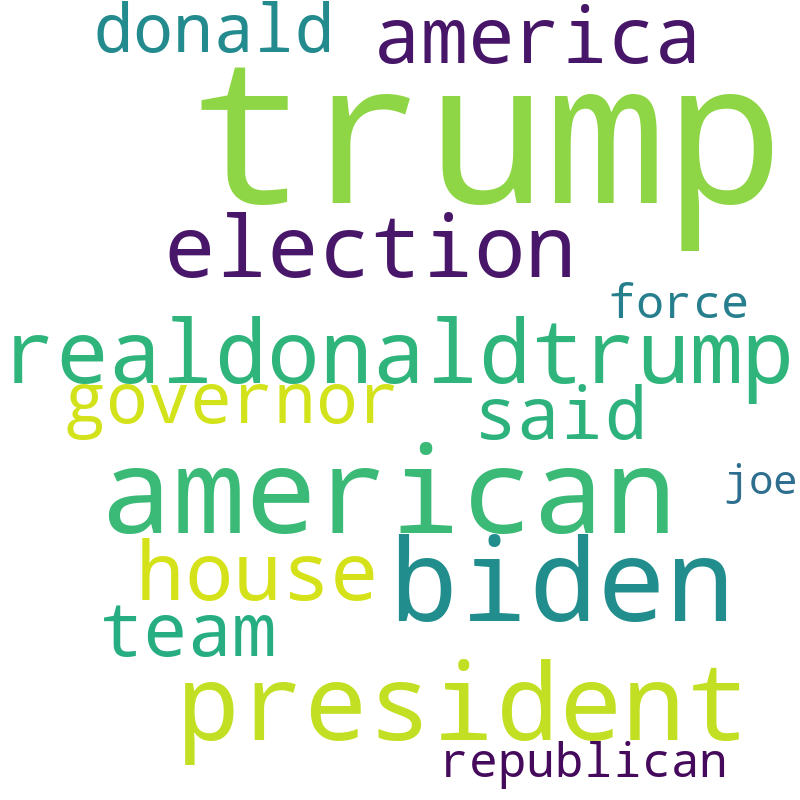 donald america
trump
election
force
realdonaldtrump
governor said
american
joe
house biden
team
president
republican